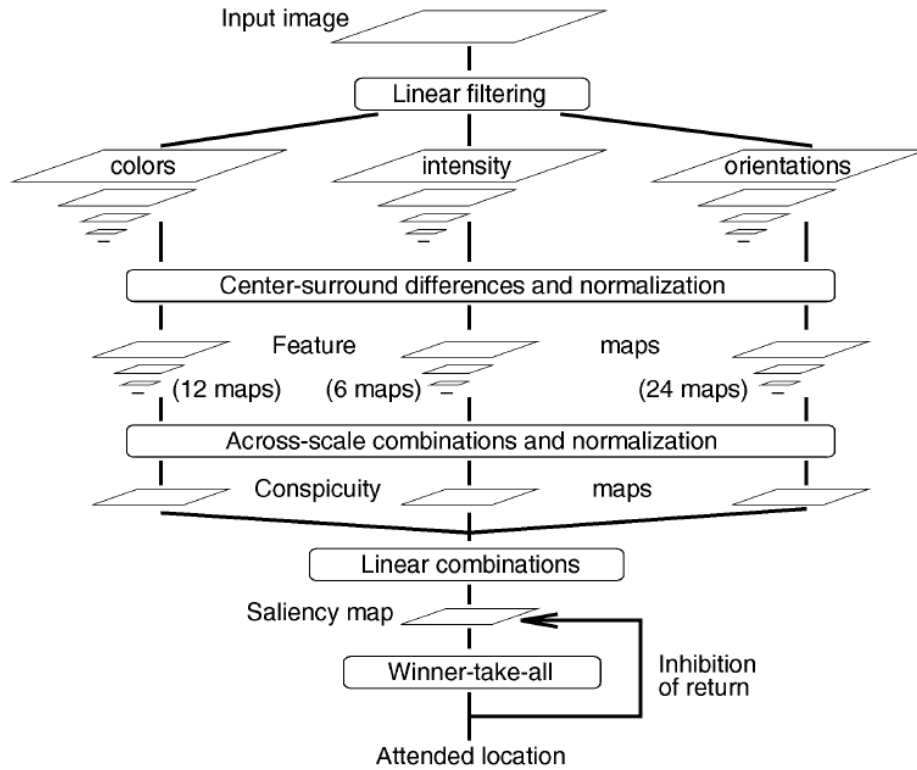 Input image
Linear filtering
colors
intensity
orientations
Center-surround differences and normalization
Feature maps
(12 maps)
(6 maps)
(24 maps)
Across-scale combinations and normalization
Conspicuity maps
Linear combinations
Saliency map
Winner-take-all
Inhibition
of return
Attended location